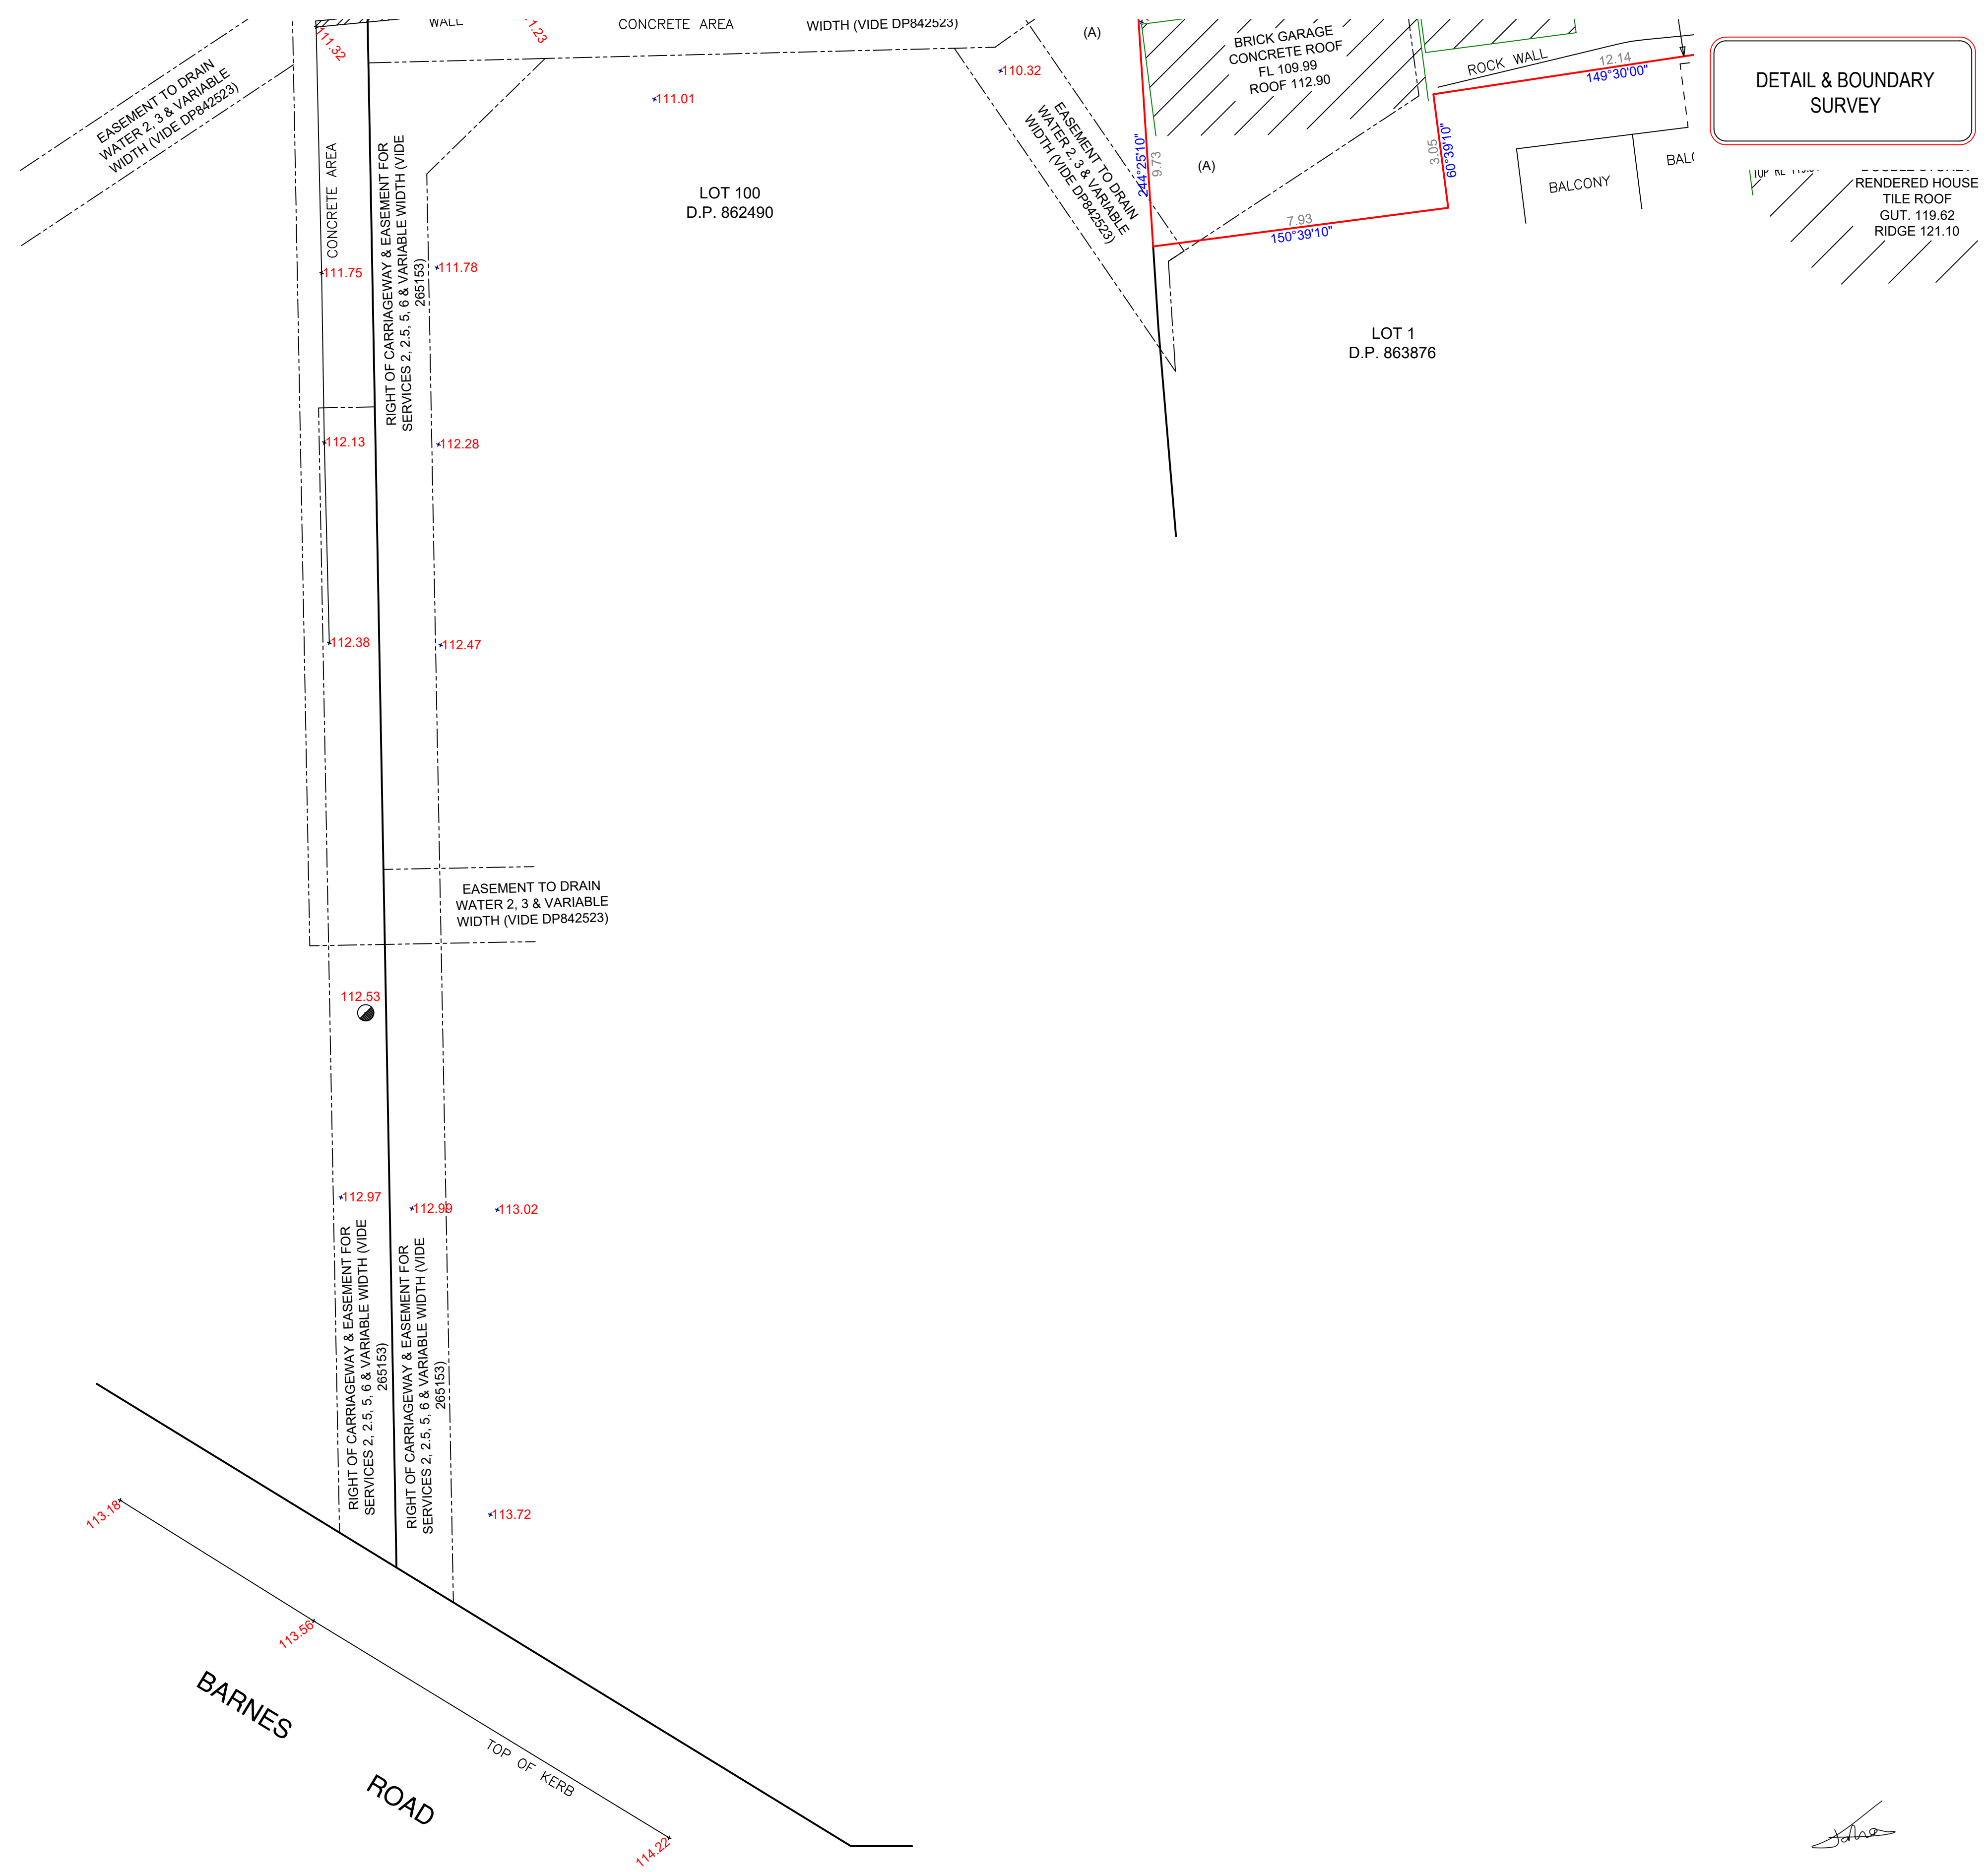 WALL
CONCRETE AREA
WIDTH (VIDE DP842523)
(A)
111.32
BRICK GARAGE
CONCRETE ROOF
FL 109.99
ROOF 112.90
ROCK WALL
12.14
149°30'00"
DETAIL & BOUNDARY
SURVEY
EASEMENT TO DRAIN
WATER 2, 3 & VARIABLE
WIDTH (VIDE DP842523)
111.01
110.32
EASEMENT TO DRAIN
WATER 2, 3 & VARIABLE
WIDTH (VIDE DP842523)
244°25'10"
9.73
(A)
3.05
60°39'10"
BALCONY
RENDERED HOUSE
TILE ROOF
GUT. 119.62
RIDGE 121.10
CONCRETE AREA
RIGHT OF CARRIAGEWAY & EASEMENT FOR
SERVICES 2, 2.5, 5, 6 & VARIABLE WIDTH (VIDE
265153)
LOT 100
D.P. 862490
7.93
150°39'10"
111.75
111.78
LOT 1
D.P. 863876
112.13
112.28
112.38
112.47
EASEMENT TO DRAIN
WATER 2, 3 & VARIABLE
WIDTH (VIDE DP842523)
112.53
112.97
112.99
113.02
RIGHT OF CARRIAGEWAY & EASEMENT FOR
SERVICES 2, 2.5, 5, 6 & VARIABLE WIDTH (VIDE
265153)
RIGHT OF CARRIAGEWAY & EASEMENT FOR
SERVICES 2, 2.5, 5, 6 & VARIABLE WIDTH (VIDE
265153)
113.18
113.72
113.56
BARNES
ROAD
TOP OF KERB
114.22